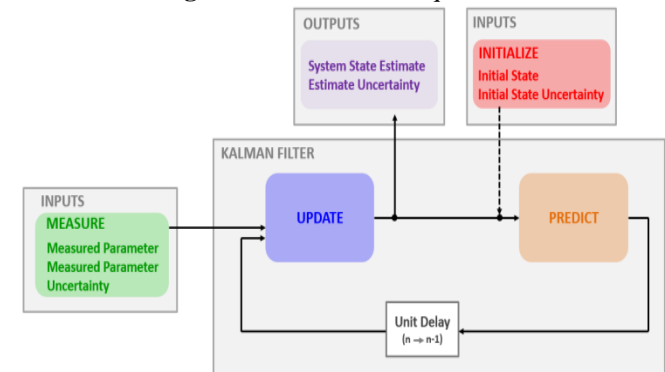 OUTPUTS
System State Estimate
Estimate Uncertainty
INPUTS
INITIALIZE
Initial State
Initial State Uncertainty
KALMAN FILTER
INPUTS
MEASURE
Measured Parameter
Measured Parameter
Uncertainty
UPDATE
PREDICT
Unit Delay
(n → n-1)